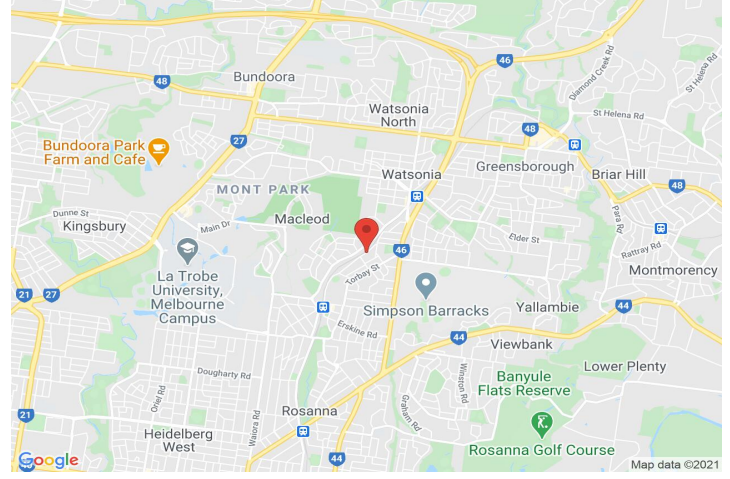 46
Diamond Creek Rd
St Helena Rd
Bundoora
48
Watsonia
North
St Helena Rd
48
27
Bundoora Park
Farm and Cafe
Greensborough
Briar Hill
Watsonia
48
MONT PARK
Dunne St
Macleod
Para Rd
Kingsbury
Main Dr
Elder St
46
Rattray Rd
La Trobe
University,
Melbourne
Campus
Torbay St
Montmorency
21
27
Simpson Barracks
Yallambie
44
Erskine Rd
44
Viewbank
Lower Plenty
Dougharty Rd
Winston Rd
Banyule
Flats Reserve
Oriel Rd
21
Waiora Rd
Rosanna
Graham Rd
Heidelberg
West
Rosanna Golf Course
44
Google
Map data ©2021